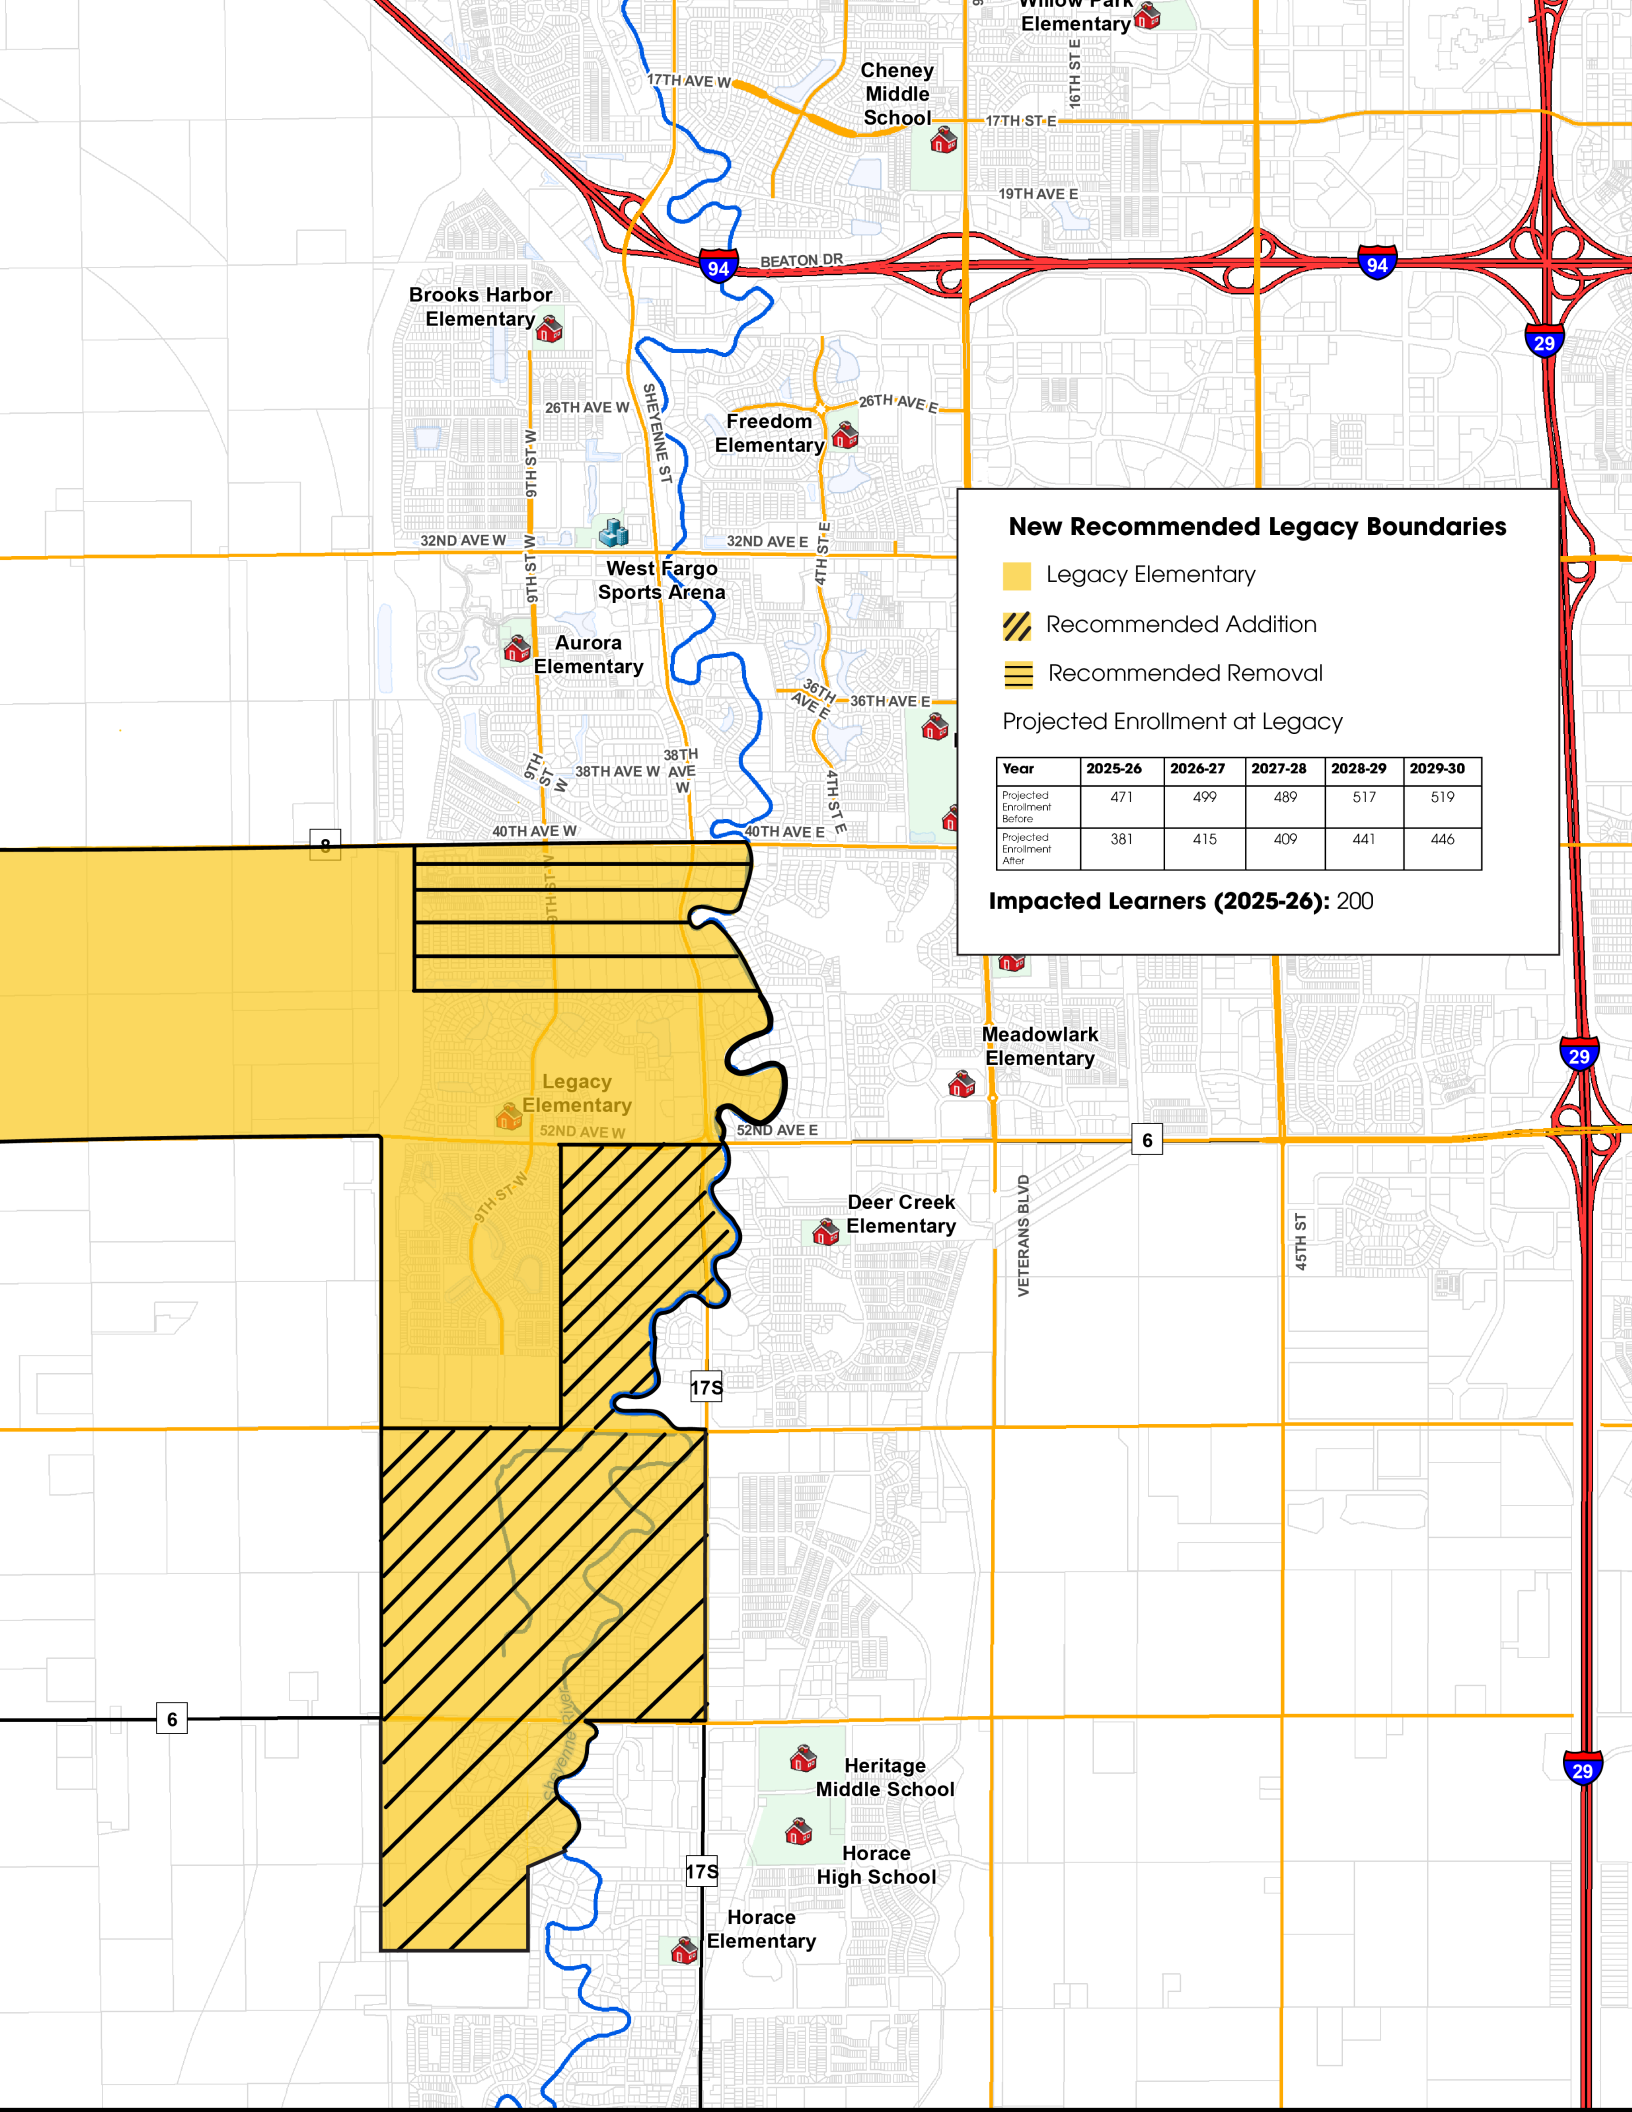 Willow Park
Elementary
16TH ST E
Cheney
Middle
School
17TH AVE W
17TH ST E
19TH AVE E
BEATON DR
94
94
29
Brooks Harbor
Elementary
26TH AVE W
SHEYENNE ST
26TH AVE E
Freedom
Elementary
9TH ST W
32ND AVE W
32ND AVE E
4TH ST E
9TH ST W
West Fargo
Sports Arena
Aurora
Elementary
36TH
AVE E
36TH AVE E
9TH
ST
W
38TH AVE W
38TH
AVE
W
4TH ST E
40TH AVE W
40TH AVE E
8
9TH ST W
New Recommended Legacy Boundaries
Legacy Elementary
Recommended Addition
Recommended Removal
Projected Enrollment at Legacy
Year 2025-26 2026-27 2027-28 2028-29 2029-30
Projected
Enrollment
Before
471 499 489 517 519
Projected
Enrollment
After
381 415 409 441 446
Impacted Learners (2025-26): 200
Meadowlark
Elementary
29
Legacy
Elementary
52ND AVE W
52ND AVE E
6
9TH ST W
Deer Creek
Elementary
VETERANS BLVD
45TH ST
17S
6
Sheyenne River
Heritage
Middle School
29
Horace
High School
17S
Horace
Elementary